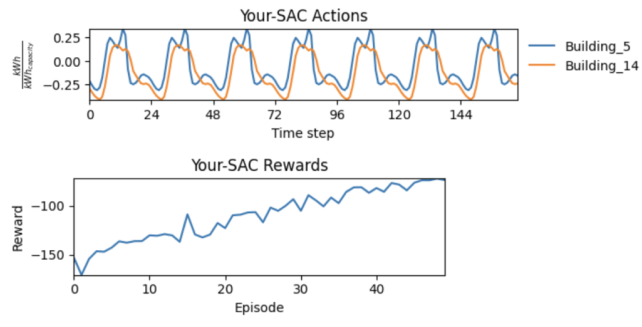 Your-SAC Actions
0.25
0.00
−0.25
kWh
kWh_capacity
0 24 48 72 96 120 144
Time step
Building_5
Building_14
Your-SAC Rewards
−100
−150
Reward
0 10 20 30 40
Episode